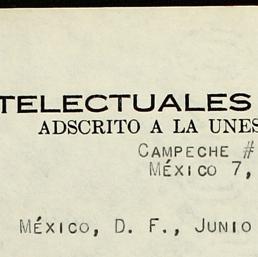 TELECTUALES
ADSCRITO A LA UNES
CAMPECHE #
MÉXICO 7,
MÉXICO, D. F., JUNIO